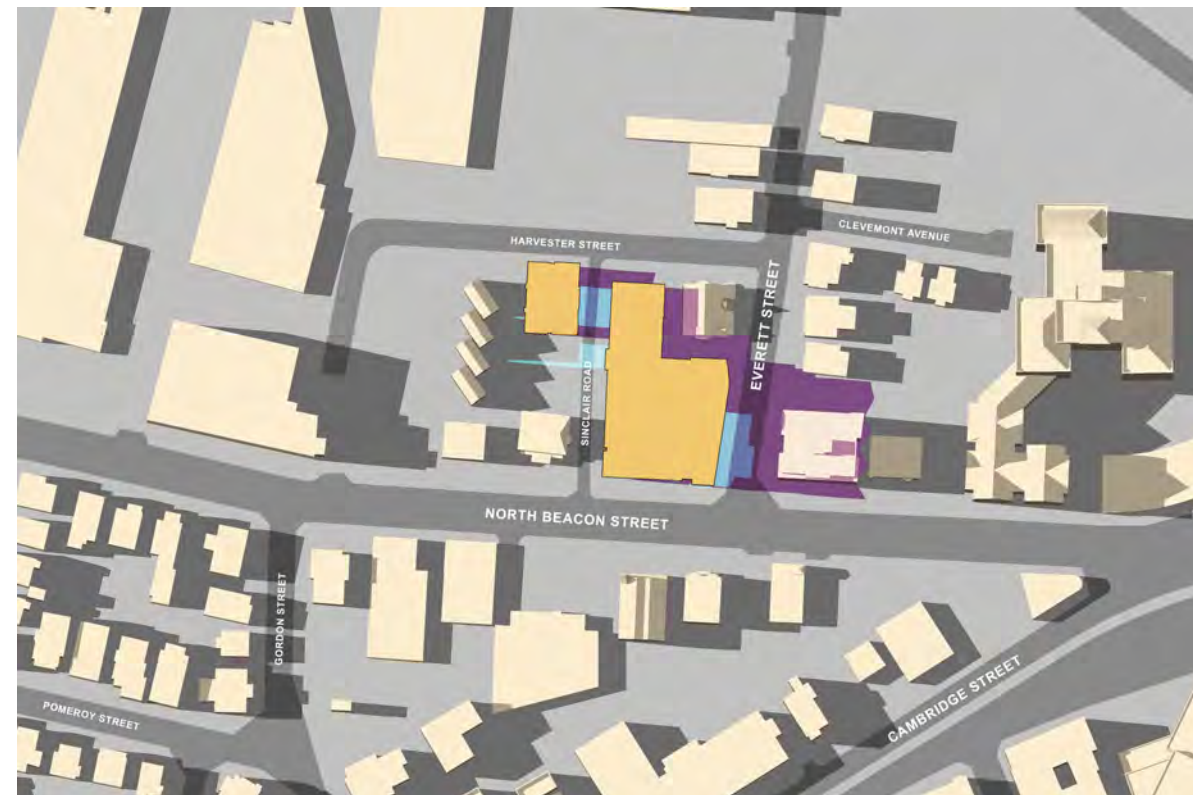 CLEVEMONT AVENUE
HARVESTER STREET
EVERETT STREET
SINCLAIR ROAD
NORTH BEACON STREET
GORDON STREET
CAMBRIDGE STREET
POMEROY STREET